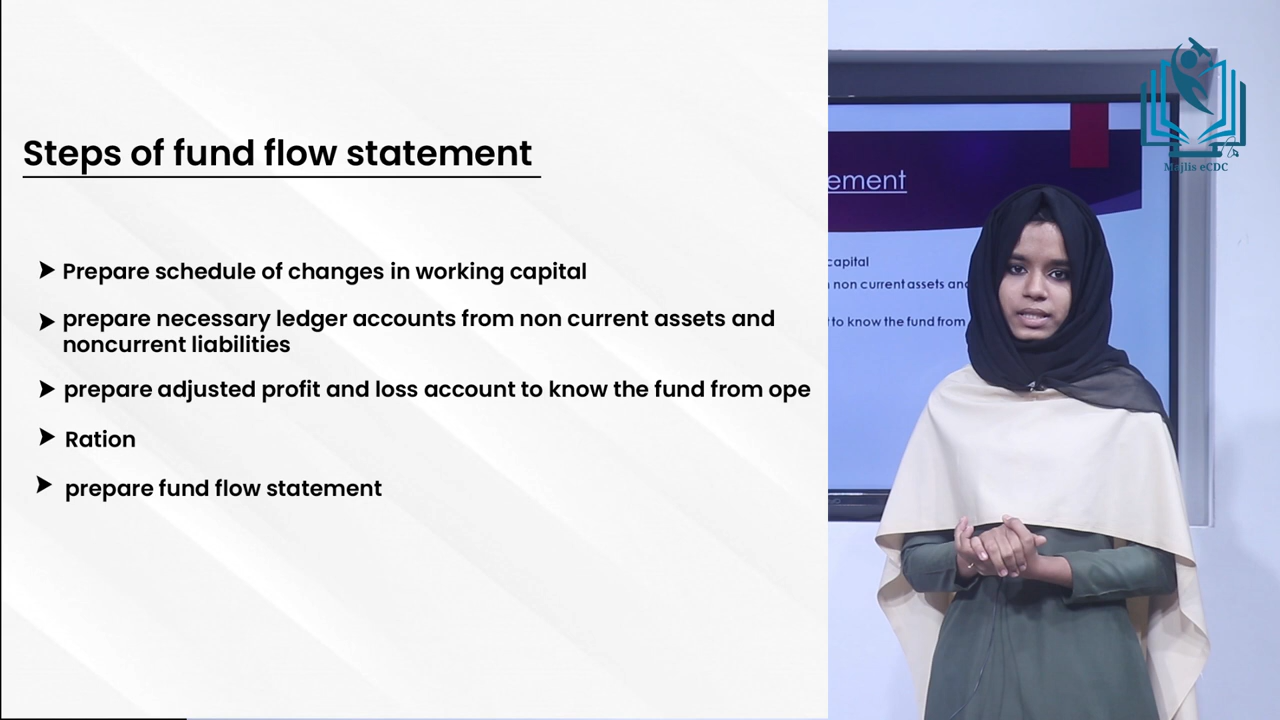 Steps of fund flow statement
Prepare schedule of changes in working capital
prepare necessary ledger accounts from non current assets and
noncurrent liabilities
prepare adjusted profit and loss account to know the fund from ope
Ration
prepare fund flow statement
ement
capital
non current assets and
to know the fund from
Majlis eCDC